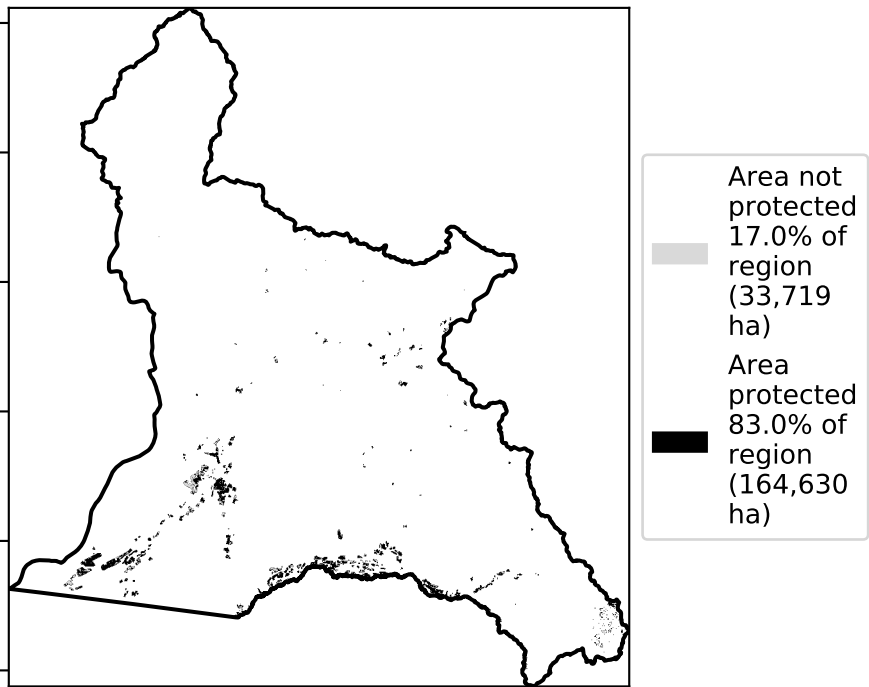 Area not
protected
17.0% of
region
(33,719
ha)
Area
protected
83.0% of
region
(164,630
ha)